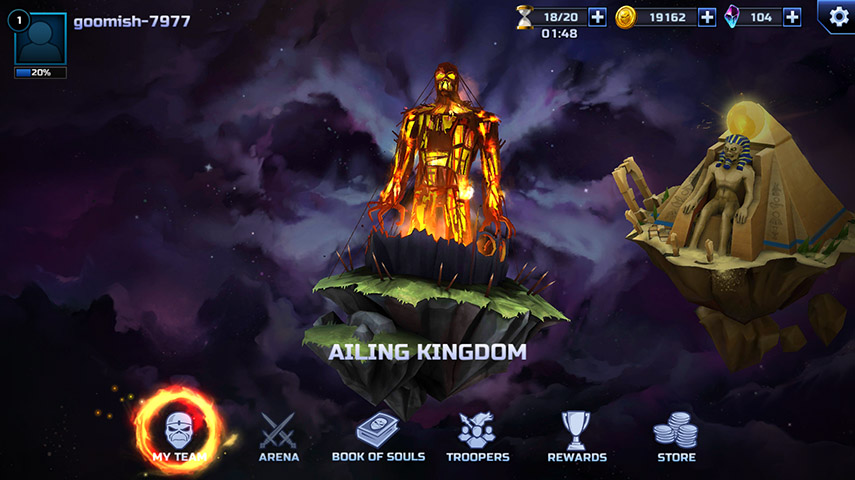 1
goomish-7977
20%
18/20
01:48
19162
104
AILING KINGDOM
MY TEAM
ARENA
BOOK OF SOULS
TROOPERS
REWARDS
STORE